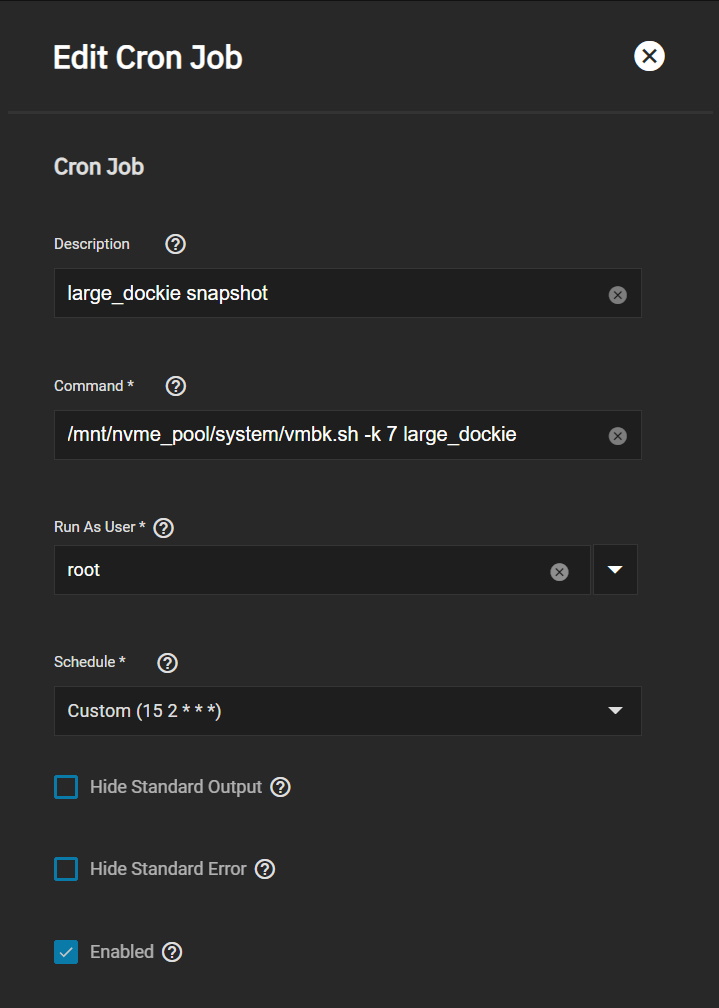 Edit Cron Job
Cron Job
Description
large_dockie snapshot
Command *
/mnt/nvme_pool/system/vmbk.sh -k 7 large_dockie
Run As User *
root
Schedule *
Custom (15 2 * * *)
Hide Standard Output
Hide Standard Error
Enabled